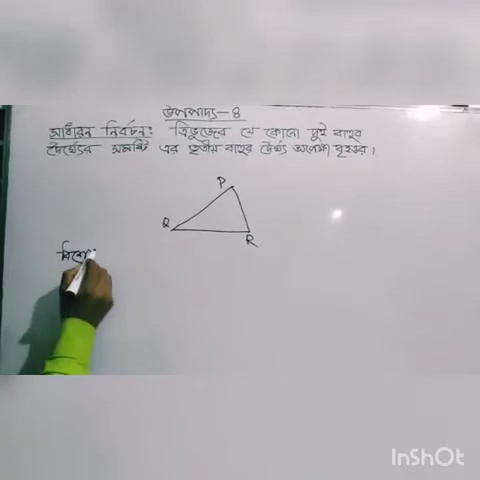 উপপাদ্য-৪
সাধারন নির্বচন: ত্রিভুজের যে কোনো দুই বাহুর
দৈর্ঘ্যের সমষ্টি এর তৃতীয় বাহুর দৈর্ঘ্য অপেক্ষা বৃহত্তর।
P
Q
R
বিশে
InShOt